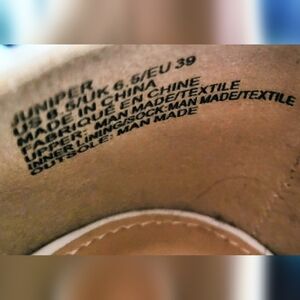 JUNIPER
US 8.5/UK 6.5/EU 39
MADE IN CHINA
FABRIQUÉ EN CHINE
UPPER: MAN MADE/TEXTILE
INNER LINING/SOCK:MAN MADE/TEXTILE
OUTSOLE: MAN MADE